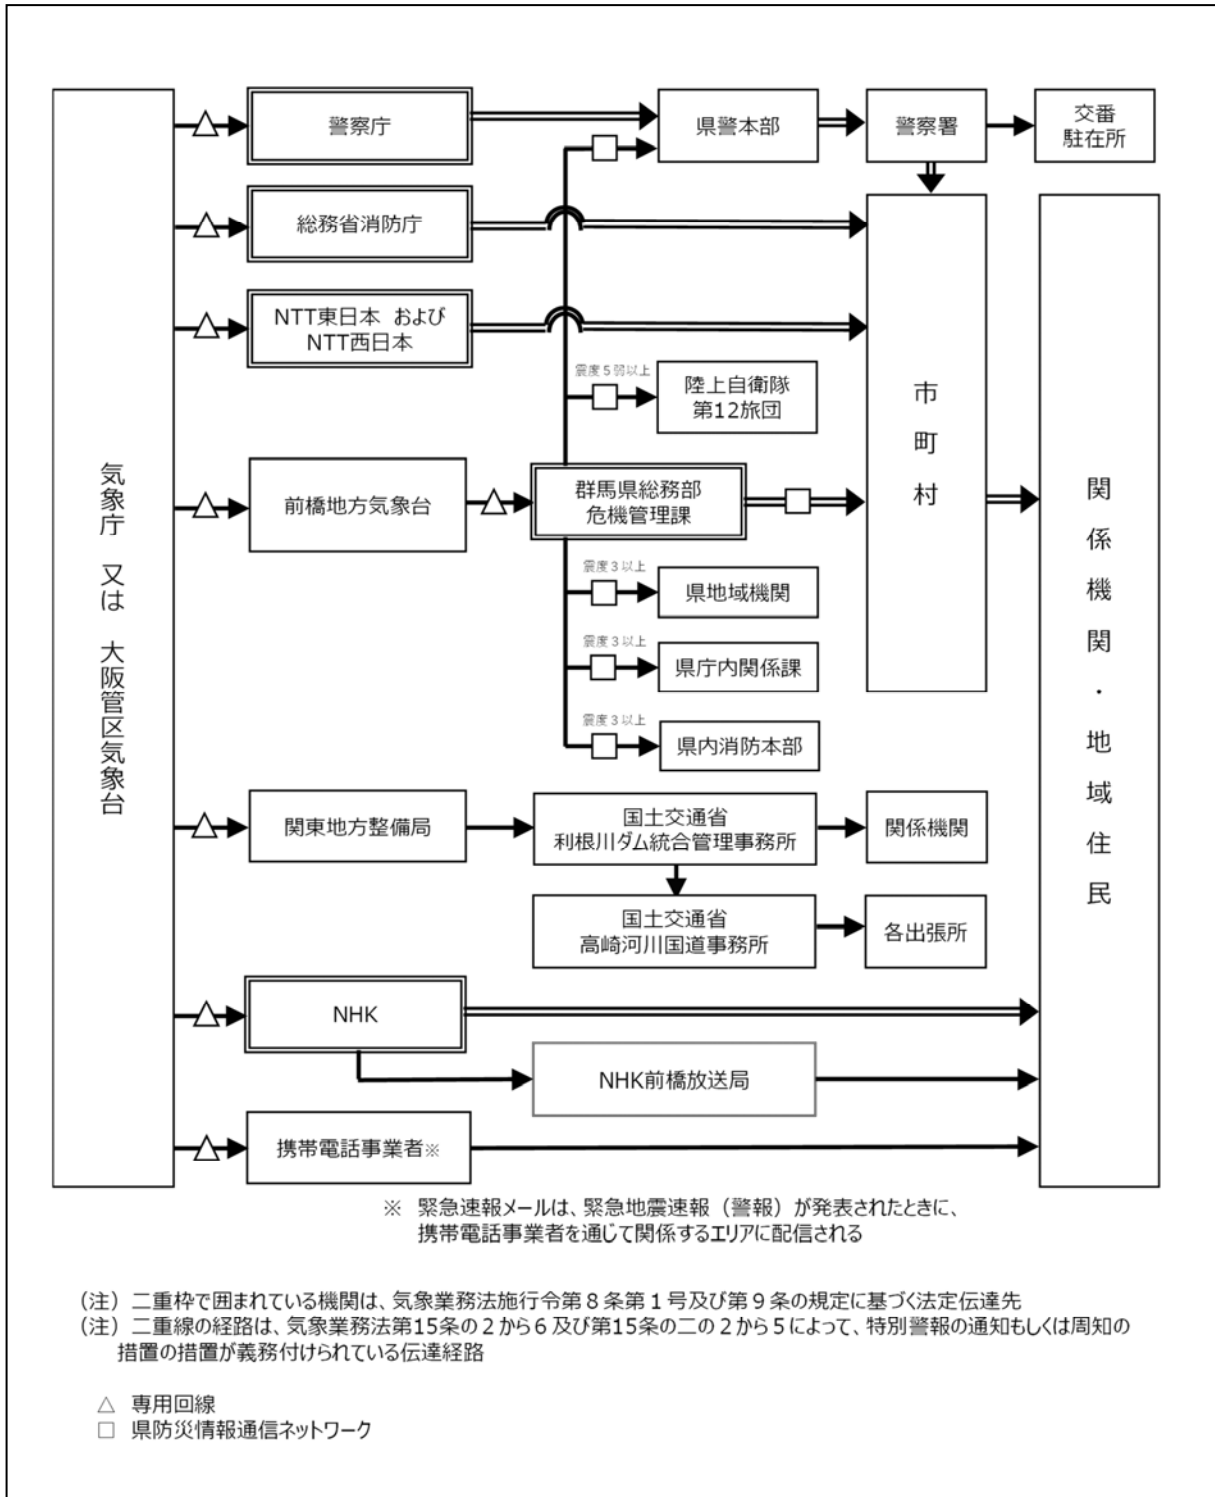 気象庁 又は 大阪管区気象台
警察庁
県警本部
警察署
交番
駐在所
総務省消防庁
NTT東日本 および
NTT西日本
震度５弱以上
陸上自衛隊
第12旅団
市町村
関係機関・地域住民
前橋地方気象台
群馬県総務部
危機管理課
震度３以上
県地域機関
震度３以上
県庁内関係課
震度３以上
県内消防本部
関東地方整備局
国土交通省
利根川ダム統合管理事務所
関係機関
国土交通省
高崎河川国道事務所
各出張所
NHK
NHK前橋放送局
携帯電話事業者※
※ 緊急速報メールは、緊急地震速報（警報）が発表されたときに、
携帯電話事業者を通じて関係するエリアに配信される
（注）二重枠で囲まれている機関は、気象業務法施行令第８条第１号及び第９条の規定に基づく法定伝達先
（注）二重線の経路は、気象業務法第15条の２から６及び第15条の二の２から５によって、特別警報の通知もしくは周知の
措置の措置が義務付けられている伝達経路
△ 専用回線
□ 県防災情報通信ネットワーク